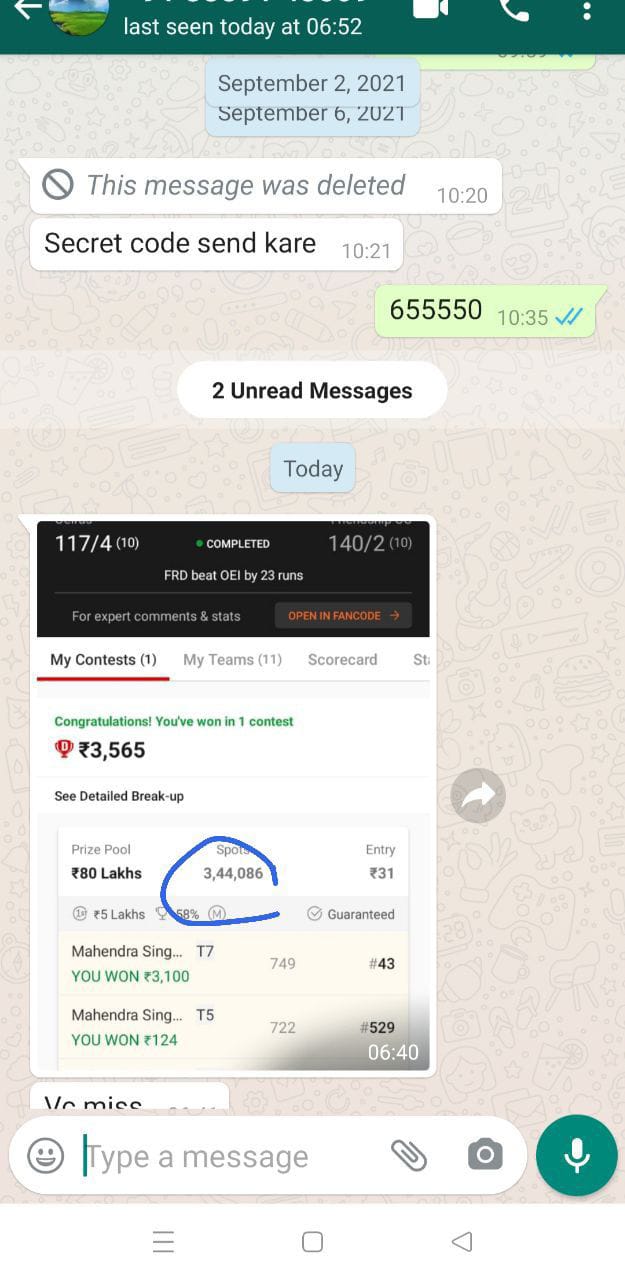 last seen today at 06:52
September 2, 2021
September 6, 2021
This message was deleted 10:20
Secret code send kare 10:21
655550 10:35
2 Unread Messages
Today
117/4 (10) COMPLETED 140/2 (10)
FRD beat OEI by 23 runs
For expert comments & stats OPEN IN FANCODE →
My Contests (1) My Teams (11) Scorecard
Congratulations! You've won in 1 contest
₹3,565
See Detailed Break-up
Prize Pool Spots Entry
₹80 Lakhs 3,44,086 ₹31
1st ₹5 Lakhs 58% M Guaranteed
Mahendra Sing... T7 749 #43
YOU WON ₹3,100
Mahendra Sing... T5 722 #529
YOU WON ₹124
06:40
Vc miss
Type a message